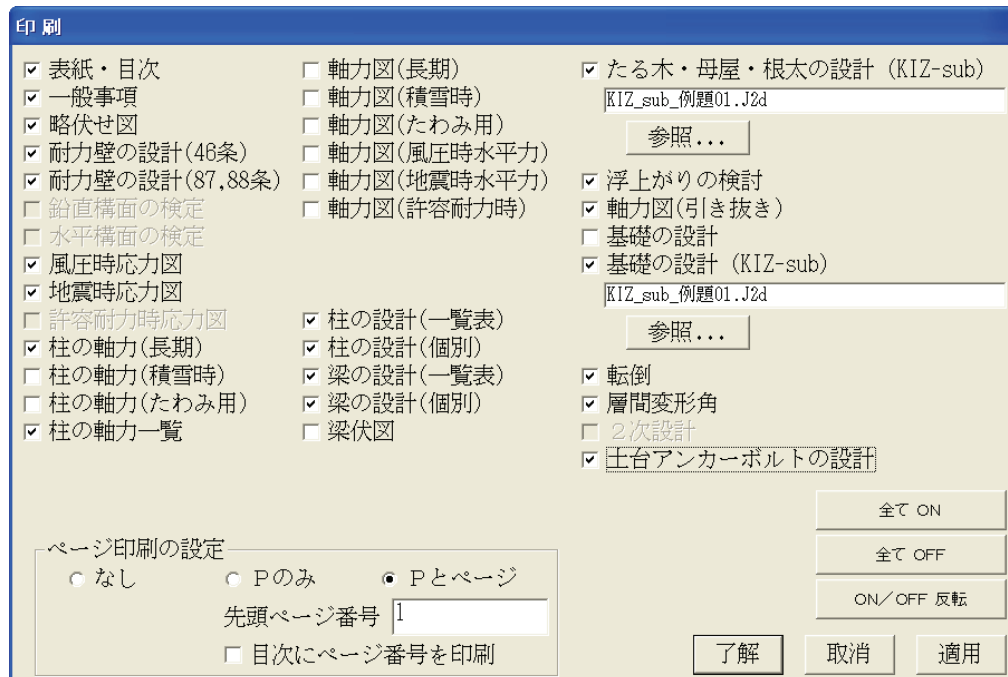 印刷
表紙・目次
一般事項
略伏せ図
耐力壁の設計(46条)
耐力壁の設計(87,88条)
鉛直構面の検定
水平構面の検定
風圧時応力図
地震時応力図
許容耐力時応力図
柱の軸力(長期)
柱の軸力(積雪時)
柱の軸力(たわみ用)
柱の軸力一覧
軸力図(長期)
軸力図(積雪時)
軸力図(たわみ用)
軸力図(風圧時水平力)
軸力図(地震時水平力)
軸力図(許容耐力時)
柱の設計(一覧表)
柱の設計(個別)
梁の設計(一覧表)
梁の設計(個別)
梁伏図
たる木・母屋・根太の設計 (KIZ-sub)
KIZ_sub_例題01.J2d
参照...
浮上がりの検討
軸力図(引き抜き)
基礎の設計
基礎の設計 (KIZ-sub)
KIZ_sub_例題01.J2d
参照...
転倒
層間変形角
2次設計
土台アンカーボルトの設計
ページ印刷の設定
なし Pのみ Pとページ
先頭ページ番号 1
目次にページ番号を印刷
全て ON
全て OFF
ON/OFF 反転
了解 取消 適用